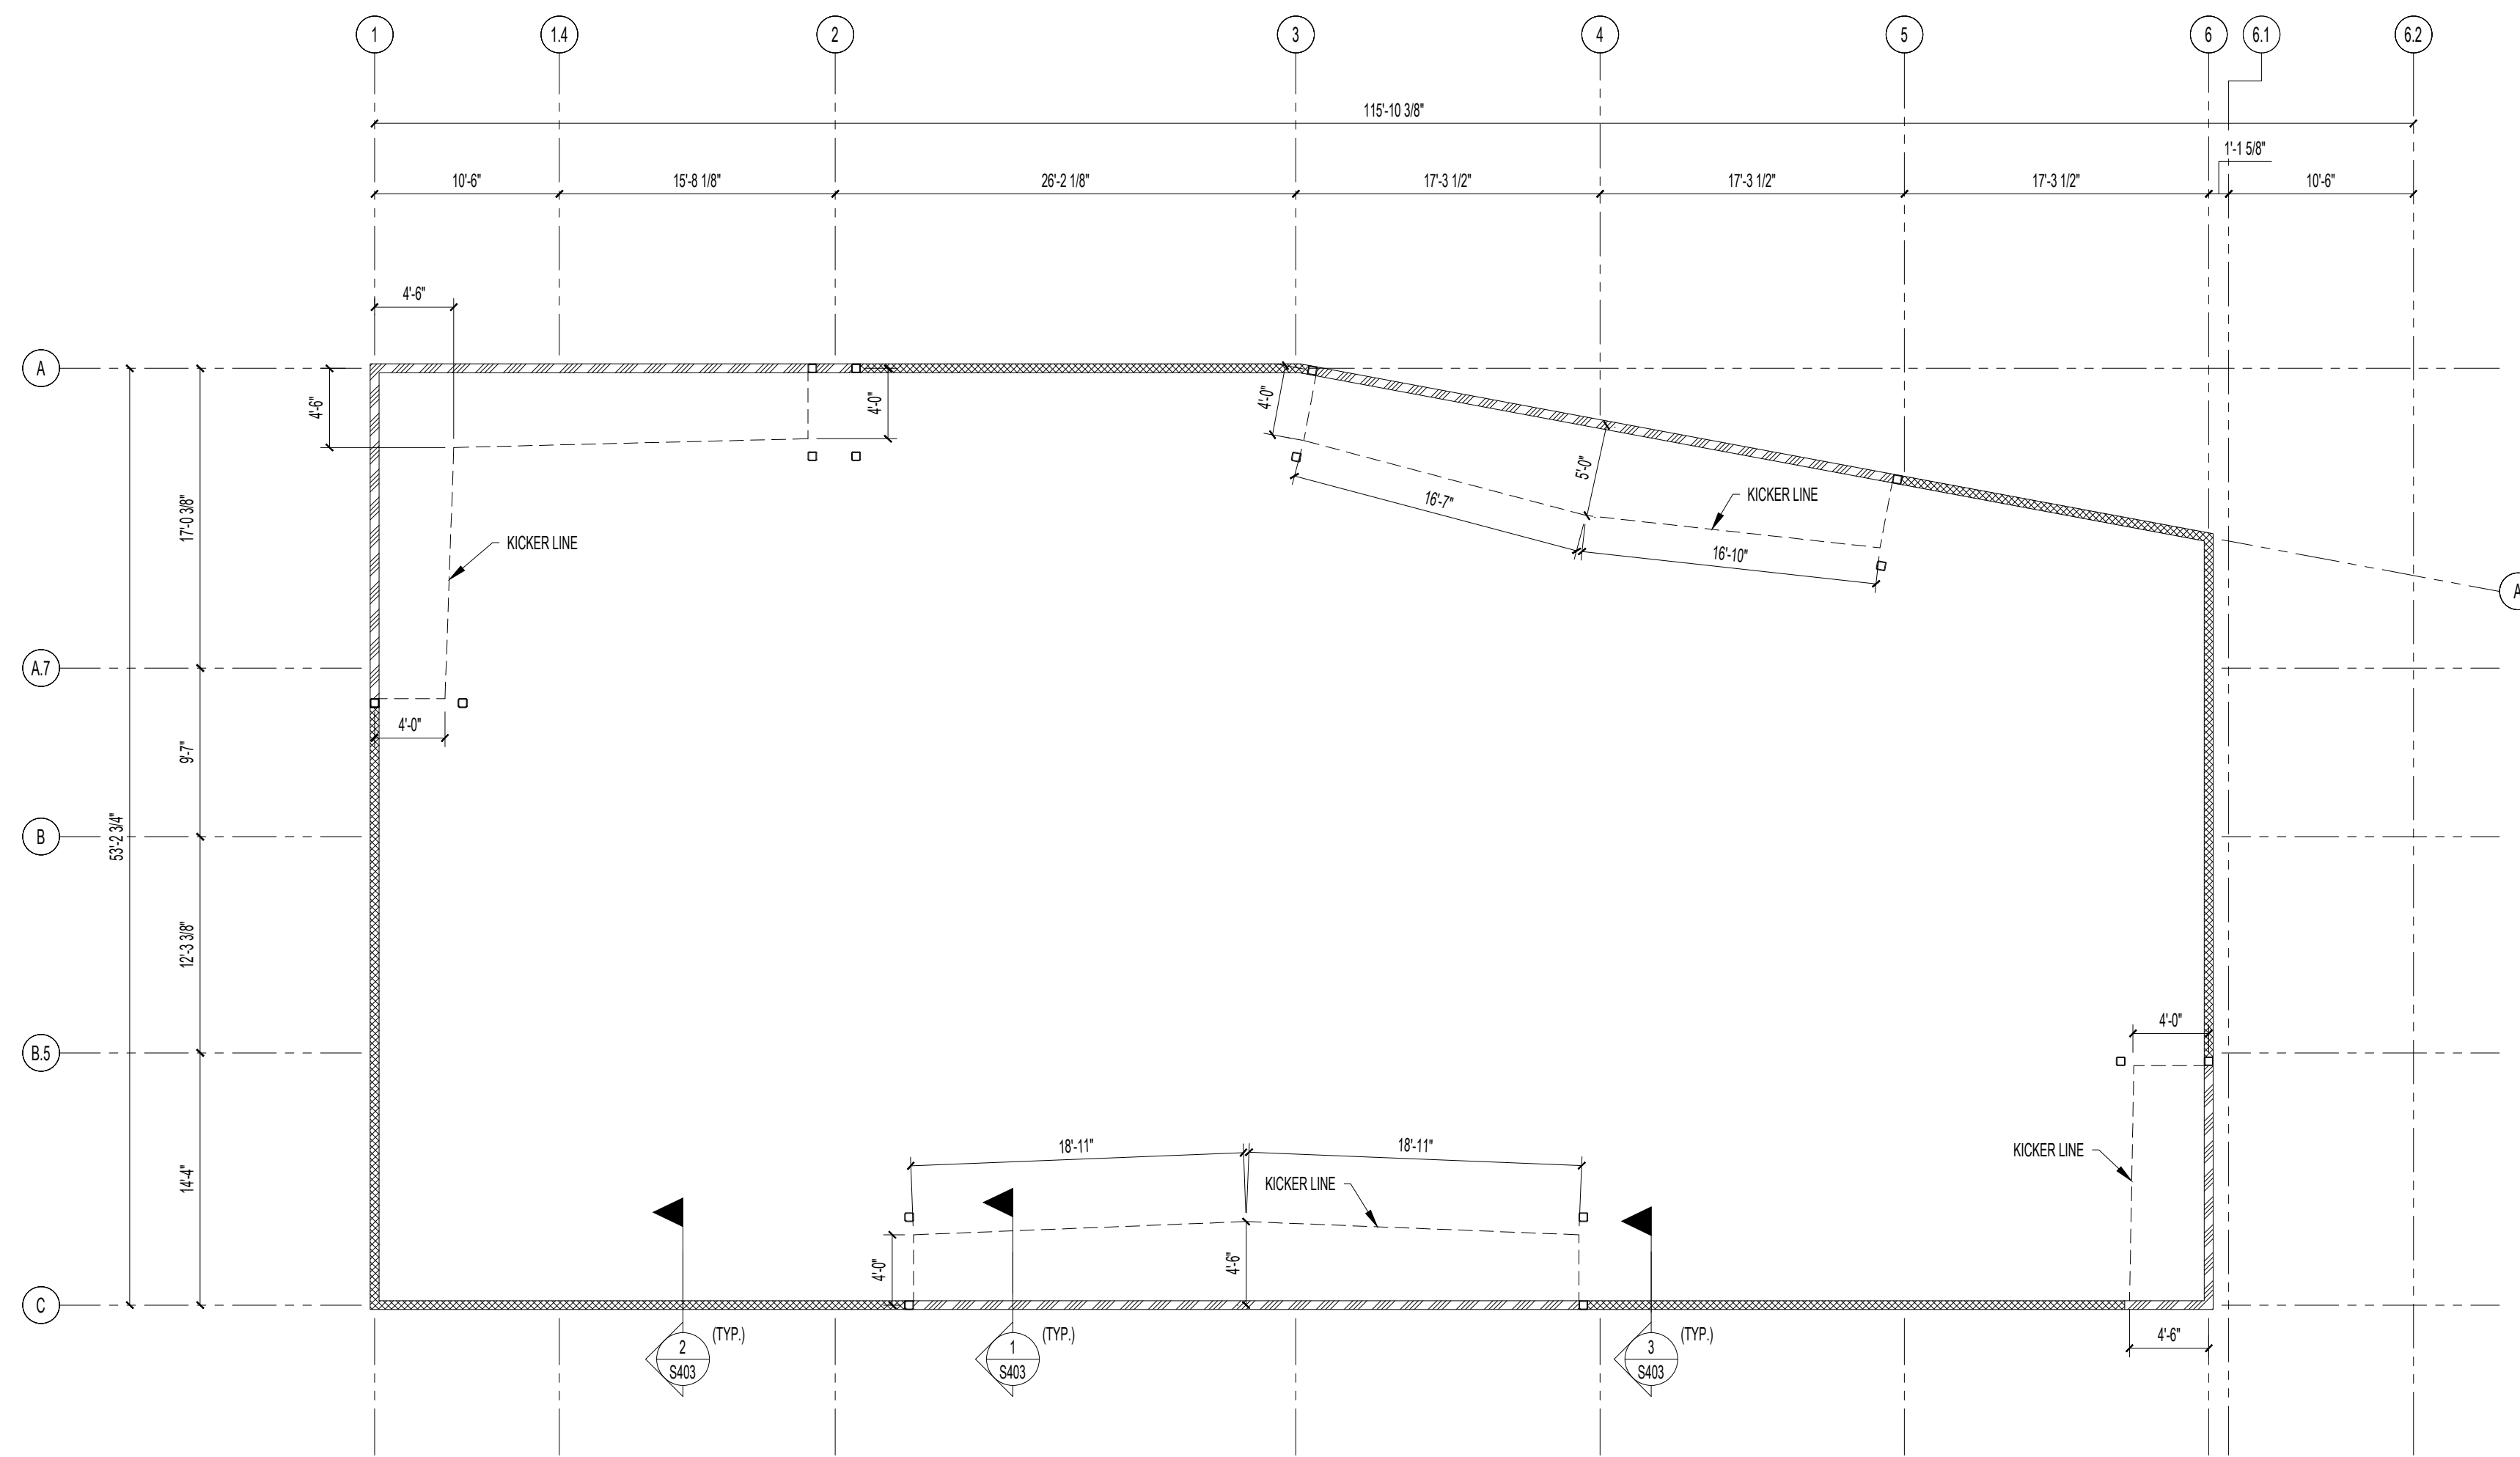 1
1.4
2
3
4
5
6
6.1
6.2
115'-10 3/8"
1'-1 5/8"
10'-6"
15'-8 1/8"
26'-2 1/8"
17'-3 1/2"
17'-3 1/2"
17'-3 1/2"
10'-6"
4'-6"
A
4'-6"
4'-0"
4'-0"
5'-0"
16'-7"
KICKER LINE
17'-0 3/8"
KICKER LINE
16'-10"
A
A.7
4'-0"
9'-7"
53'-2 3/4"
B
12'-3 3/8"
B.5
4'-0"
14'-4"
18'-11"
18'-11"
KICKER LINE
KICKER LINE
4'-0"
4'-6"
C
4'-6"
(TYP.)
2
S403
(TYP.)
1
S403
(TYP.)
3
S403